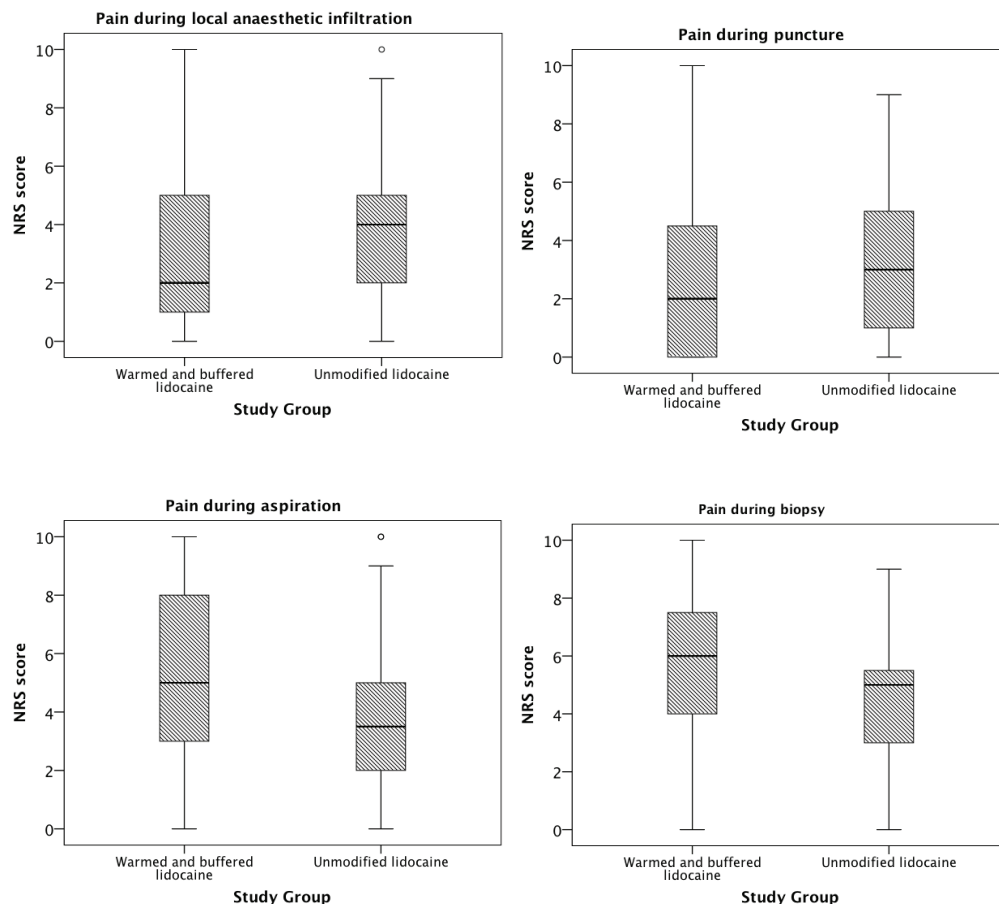 Pain during local anaesthetic infiltration
10
8
6
4
2
0
NRS score
Warmed and buffered
lidocaine
Unmodified lidocaine
Study Group
Pain during puncture
10
8
6
4
2
0
NRS score
Warmed and buffered
lidocaine
Unmodified lidocaine
Study Group
Pain during aspiration
10
8
6
4
2
0
NRS score
Warmed and buffered
lidocaine
Unmodified lidocaine
Study Group
Pain during biopsy
10
8
6
4
2
0
NRS score
Warmed and buffered
lidocaine
Unmodified lidocaine
Study Group